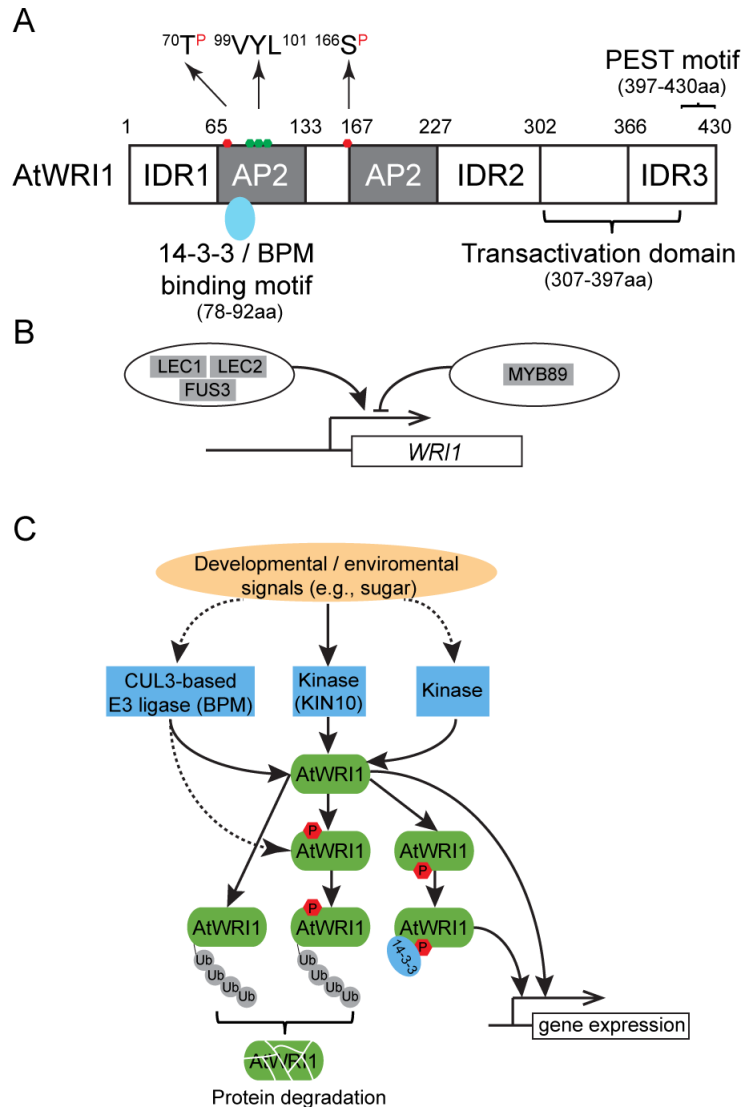 A
70TP 99VYL101 166SP
PEST motif
(397-430aa)
1 65 133 167 227 302 366 430
AtWRI1 IDR1 AP2 AP2 IDR2 IDR3
14-3-3 / BPM
binding motif
(78-92aa)
Transactivation domain
(307-397aa)
B
LEC1 LEC2
FUS3
MYB89
WRI1
C
Developmental / enviromental
signals (e.g., sugar)
CUL3-based
E3 ligase (BPM)
Kinase
(KIN10)
Kinase
AtWRI1
P
AtWRI1
AtWRI1
P
AtWRI1
P
AtWRI1
AtWRI1
P
14-3-3
Ub
Ub
Ub
Ub
Ub
Ub
Ub
Ub
gene expression
AtWRI1
Protein degradation